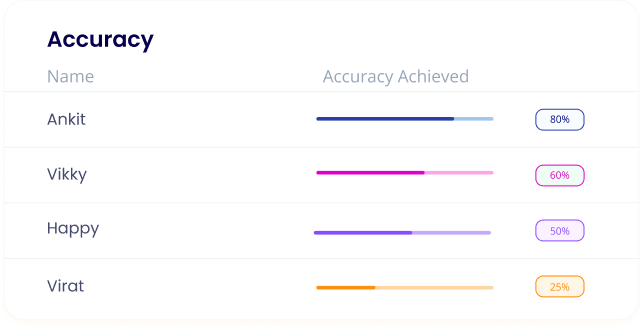 Accuracy
Name Accuracy Achieved
Ankit 80%
Vikky 60%
Happy 50%
Virat 25%